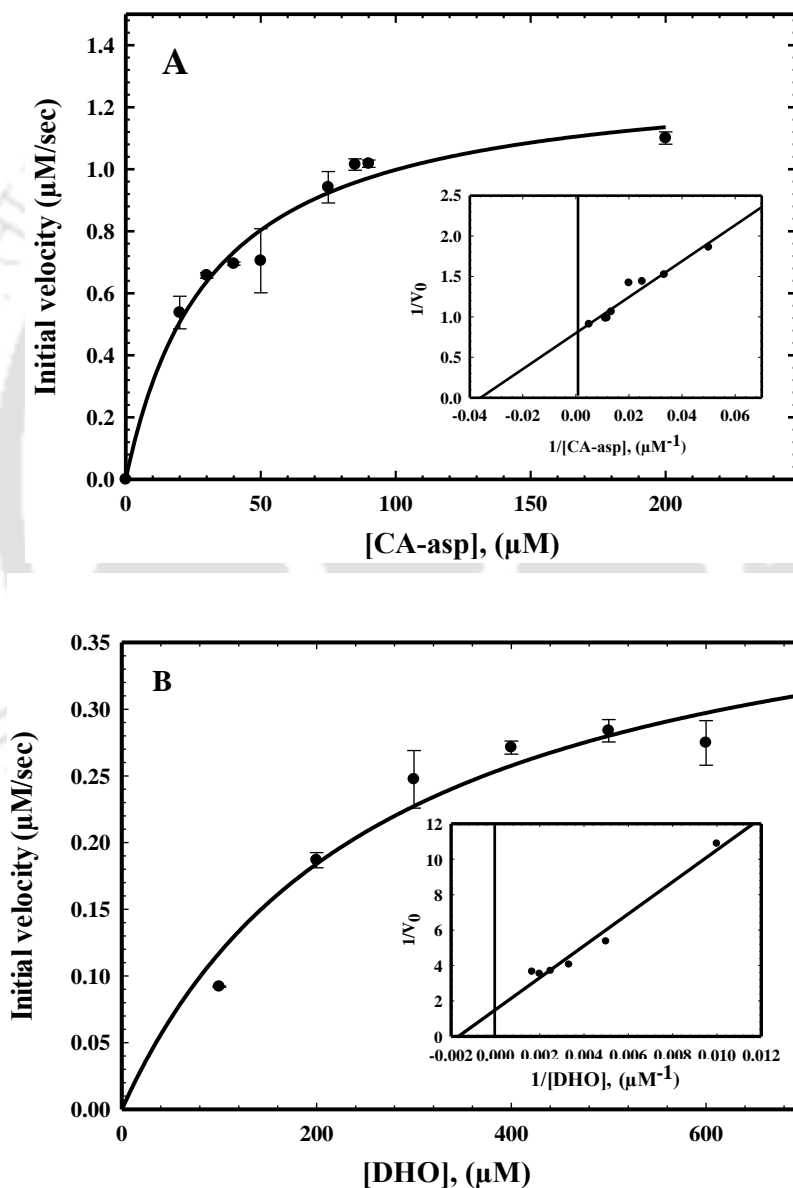 A
Initial velocity (µM/sec)
1.4
1.2
1.0
0.8
0.6
0.4
0.2
0.0
0 50 100 150 200
[CA-asp], (µM)
1/V0
2.5
2.0
1.5
1.0
0.5
0.0
-0.04 -0.02 0.00 0.02 0.04 0.06
1/[CA-asp], (µM-1)
B
Initial velocity (µM/sec)
0.35
0.30
0.25
0.20
0.15
0.10
0.05
0.00
0 200 400 600
[DHO], (µM)
1/V0
12
10
8
6
4
2
0
-0.002 0.000 0.002 0.004 0.006 0.008 0.010 0.012
1/[DHO], (µM-1)